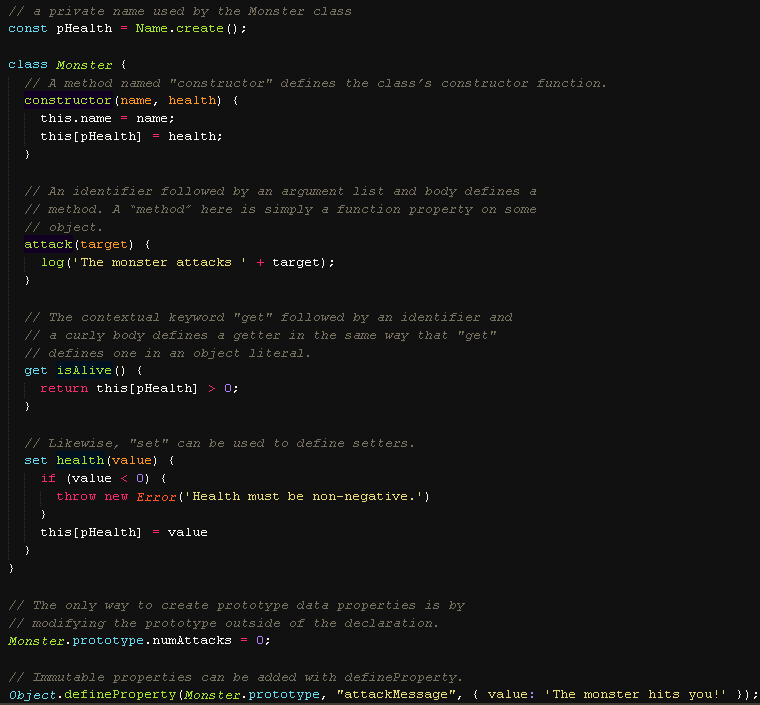 // a private name used by the Monster class
const pHealth = Name.create();
class Monster {
// A method named "constructor" defines the class’s constructor function.
constructor(name, health) {
this.name = name;
this[pHealth] = health;
}
// An identifier followed by an argument list and body defines a
// method. A “method” here is simply a function property on some
// object.
attack(target) {
log('The monster attacks ' + target);
}
// The contextual keyword "get" followed by an identifier and
// a curly body defines a getter in the same way that "get"
// defines one in an object literal.
get isAlive() {
return this[pHealth] > 0;
}
// Likewise, "set" can be used to define setters.
set health(value) {
if (value < 0) {
throw new Error('Health must be non-negative.')
}
this[pHealth] = value
}
}
// The only way to create prototype data properties is by
// modifying the prototype outside of the declaration.
Monster.prototype.numAttacks = 0;
// Immutable properties can be added with defineProperty.
Object.defineProperty(Monster.prototype, "attackMessage", { value: 'The monster hits you!' });